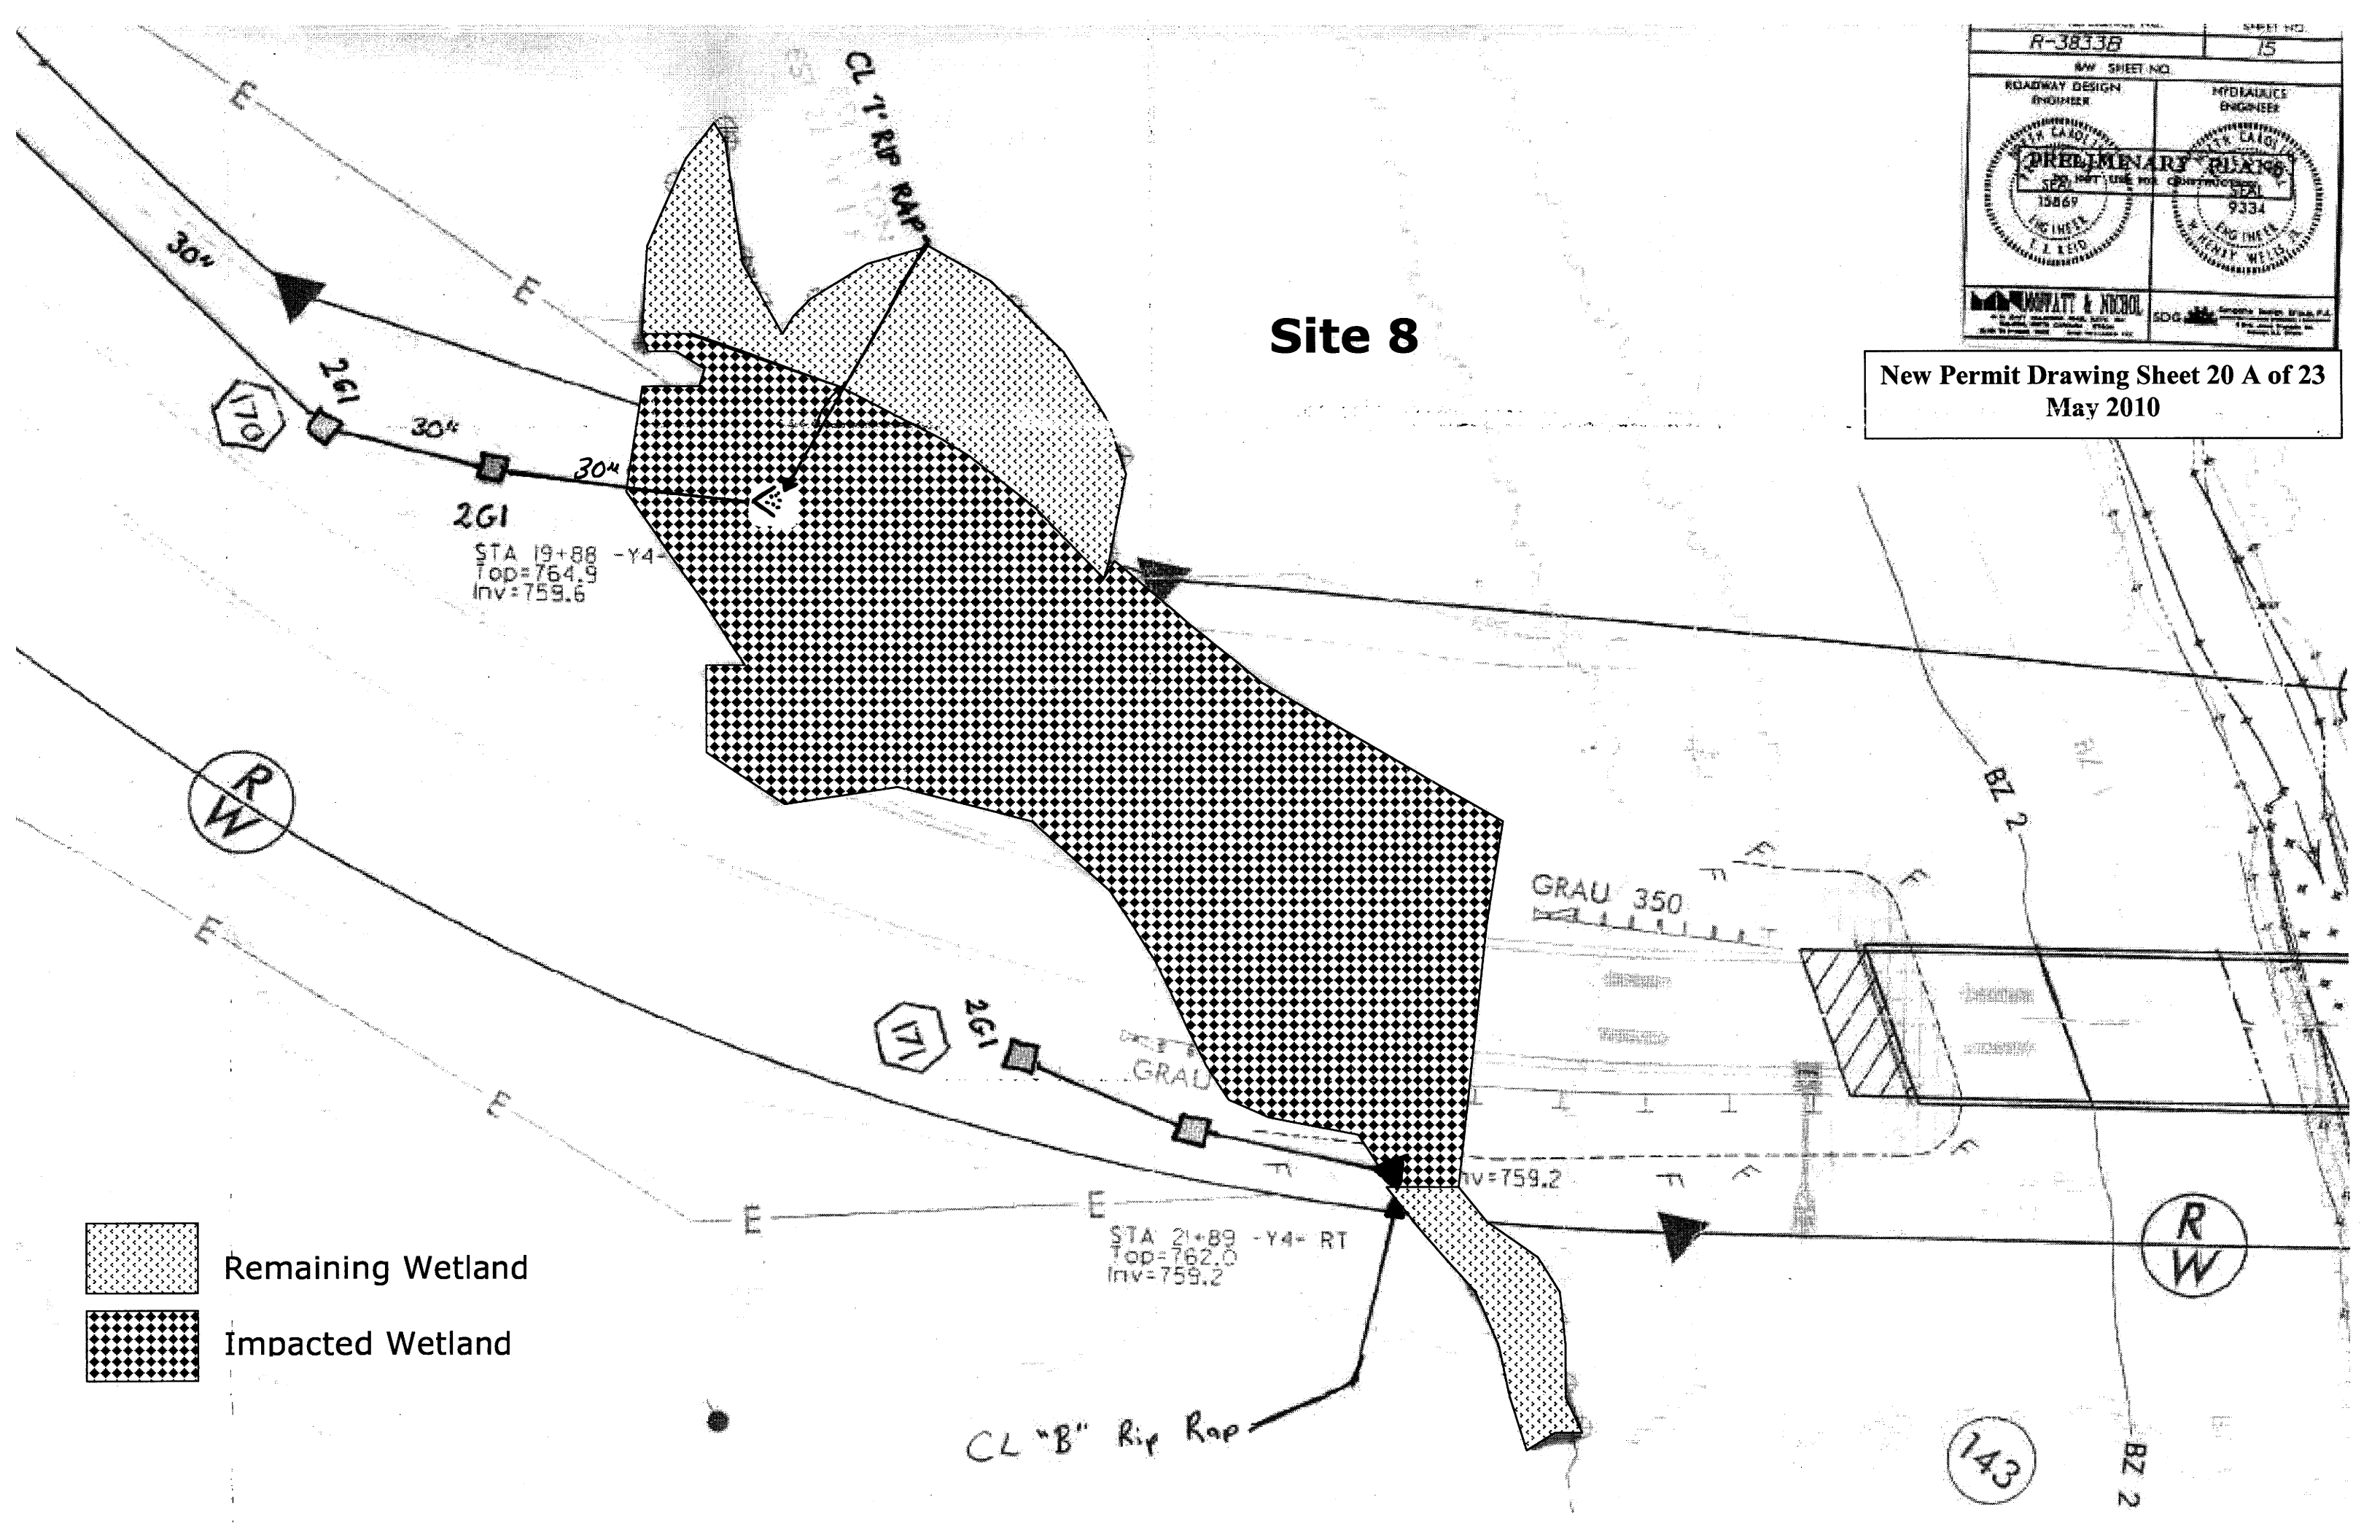 R-3833B
15
R/W SHEET NO.
ROADWAY DESIGN
ENGINEER
HYDRAULICS
ENGINEER
PRELIMINARY PLANS
DO NOT USE FOR CONSTRUCTION
SEAL
15869
SEAL
9334
ENGINEER
ENGINEER
MOFFATT & NICHOL
SDG
New Permit Drawing Sheet 20 A of 23
May 2010
CL "I" RIP RAP
Site 8
E
E
30"
2GI
170
30"
30"
2GI
STA 19+88 -Y4-
Top=764.9
Inv=759.6
R
W
BZ 2
GRAU 350
F
F
F
E
2GI
171
GRAU
E
E
E
F
F
F
F
nv=759.2
STA 21+89 -Y4- RT
Top=762.0
Inv=759.2
R
W
Remaining Wetland
Impacted Wetland
CL "B" Rip Rap
143
BZ 2